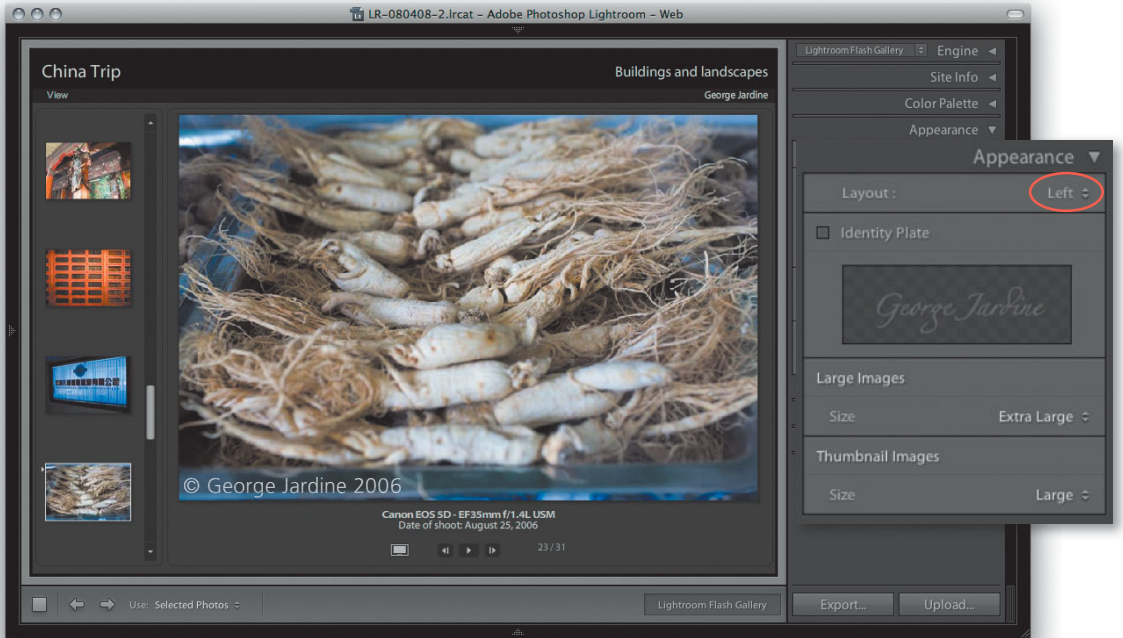 LR-080408-2.lrcat – Adobe Photoshop Lightroom – Web
China Trip
Buildings and landscapes
View
George Jardine
© George Jardine 2006
Canon EOS 5D - EF35mm f/1.4L USM
Date of shoot: August 25, 2006
23 / 31
Use: Selected Photos
Lightroom Flash Gallery
Lightroom Flash Gallery
Engine
Site Info
Color Palette
Appearance
Appearance
Layout :
Left
Identity Plate
George Jardine
Large Images
Size
Extra Large
Thumbnail Images
Size
Large
Export...
Upload...